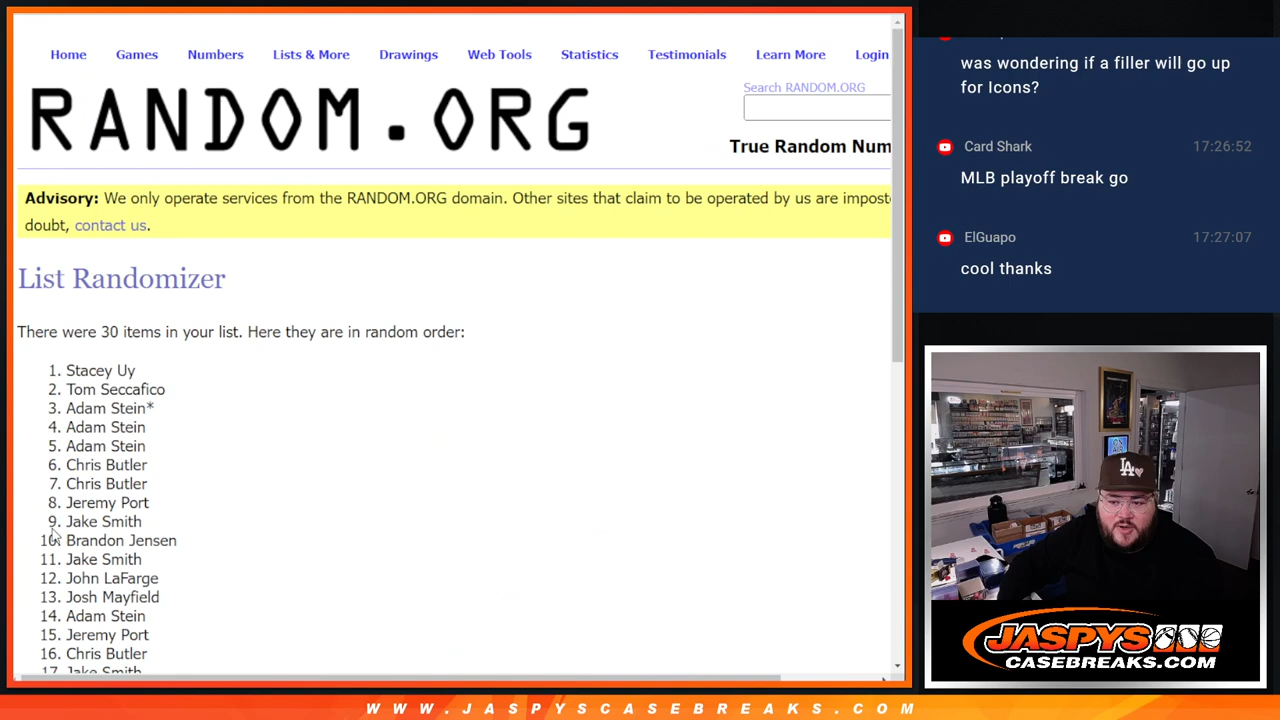 Home Games Numbers Lists & More Drawings Web Tools Statistics Testimonials Learn More Login
RANDOM.ORG
Search RANDOM.ORG
True Random Num
Advisory: We only operate services from the RANDOM.ORG domain. Other sites that claim to be operated by us are impost
doubt, contact us.
List Randomizer
There were 30 items in your list. Here they are in random order:
1. Stacey Uy
2. Tom Seccafico
3. Adam Stein*
4. Adam Stein
5. Adam Stein
6. Chris Butler
7. Chris Butler
8. Jeremy Port
9. Jake Smith
10. Brandon Jensen
11. Jake Smith
12. John LaFarge
13. Josh Mayfield
14. Adam Stein
15. Jeremy Port
16. Chris Butler
17. Jake Smith
was wondering if a filler will go up
for Icons?
Card Shark 17:26:52
MLB playoff break go
ElGuapo 17:27:07
cool thanks
LA
JASPYS
CASEBREAKS.COM
WWW.JASPYSCASEBREAKS.COM